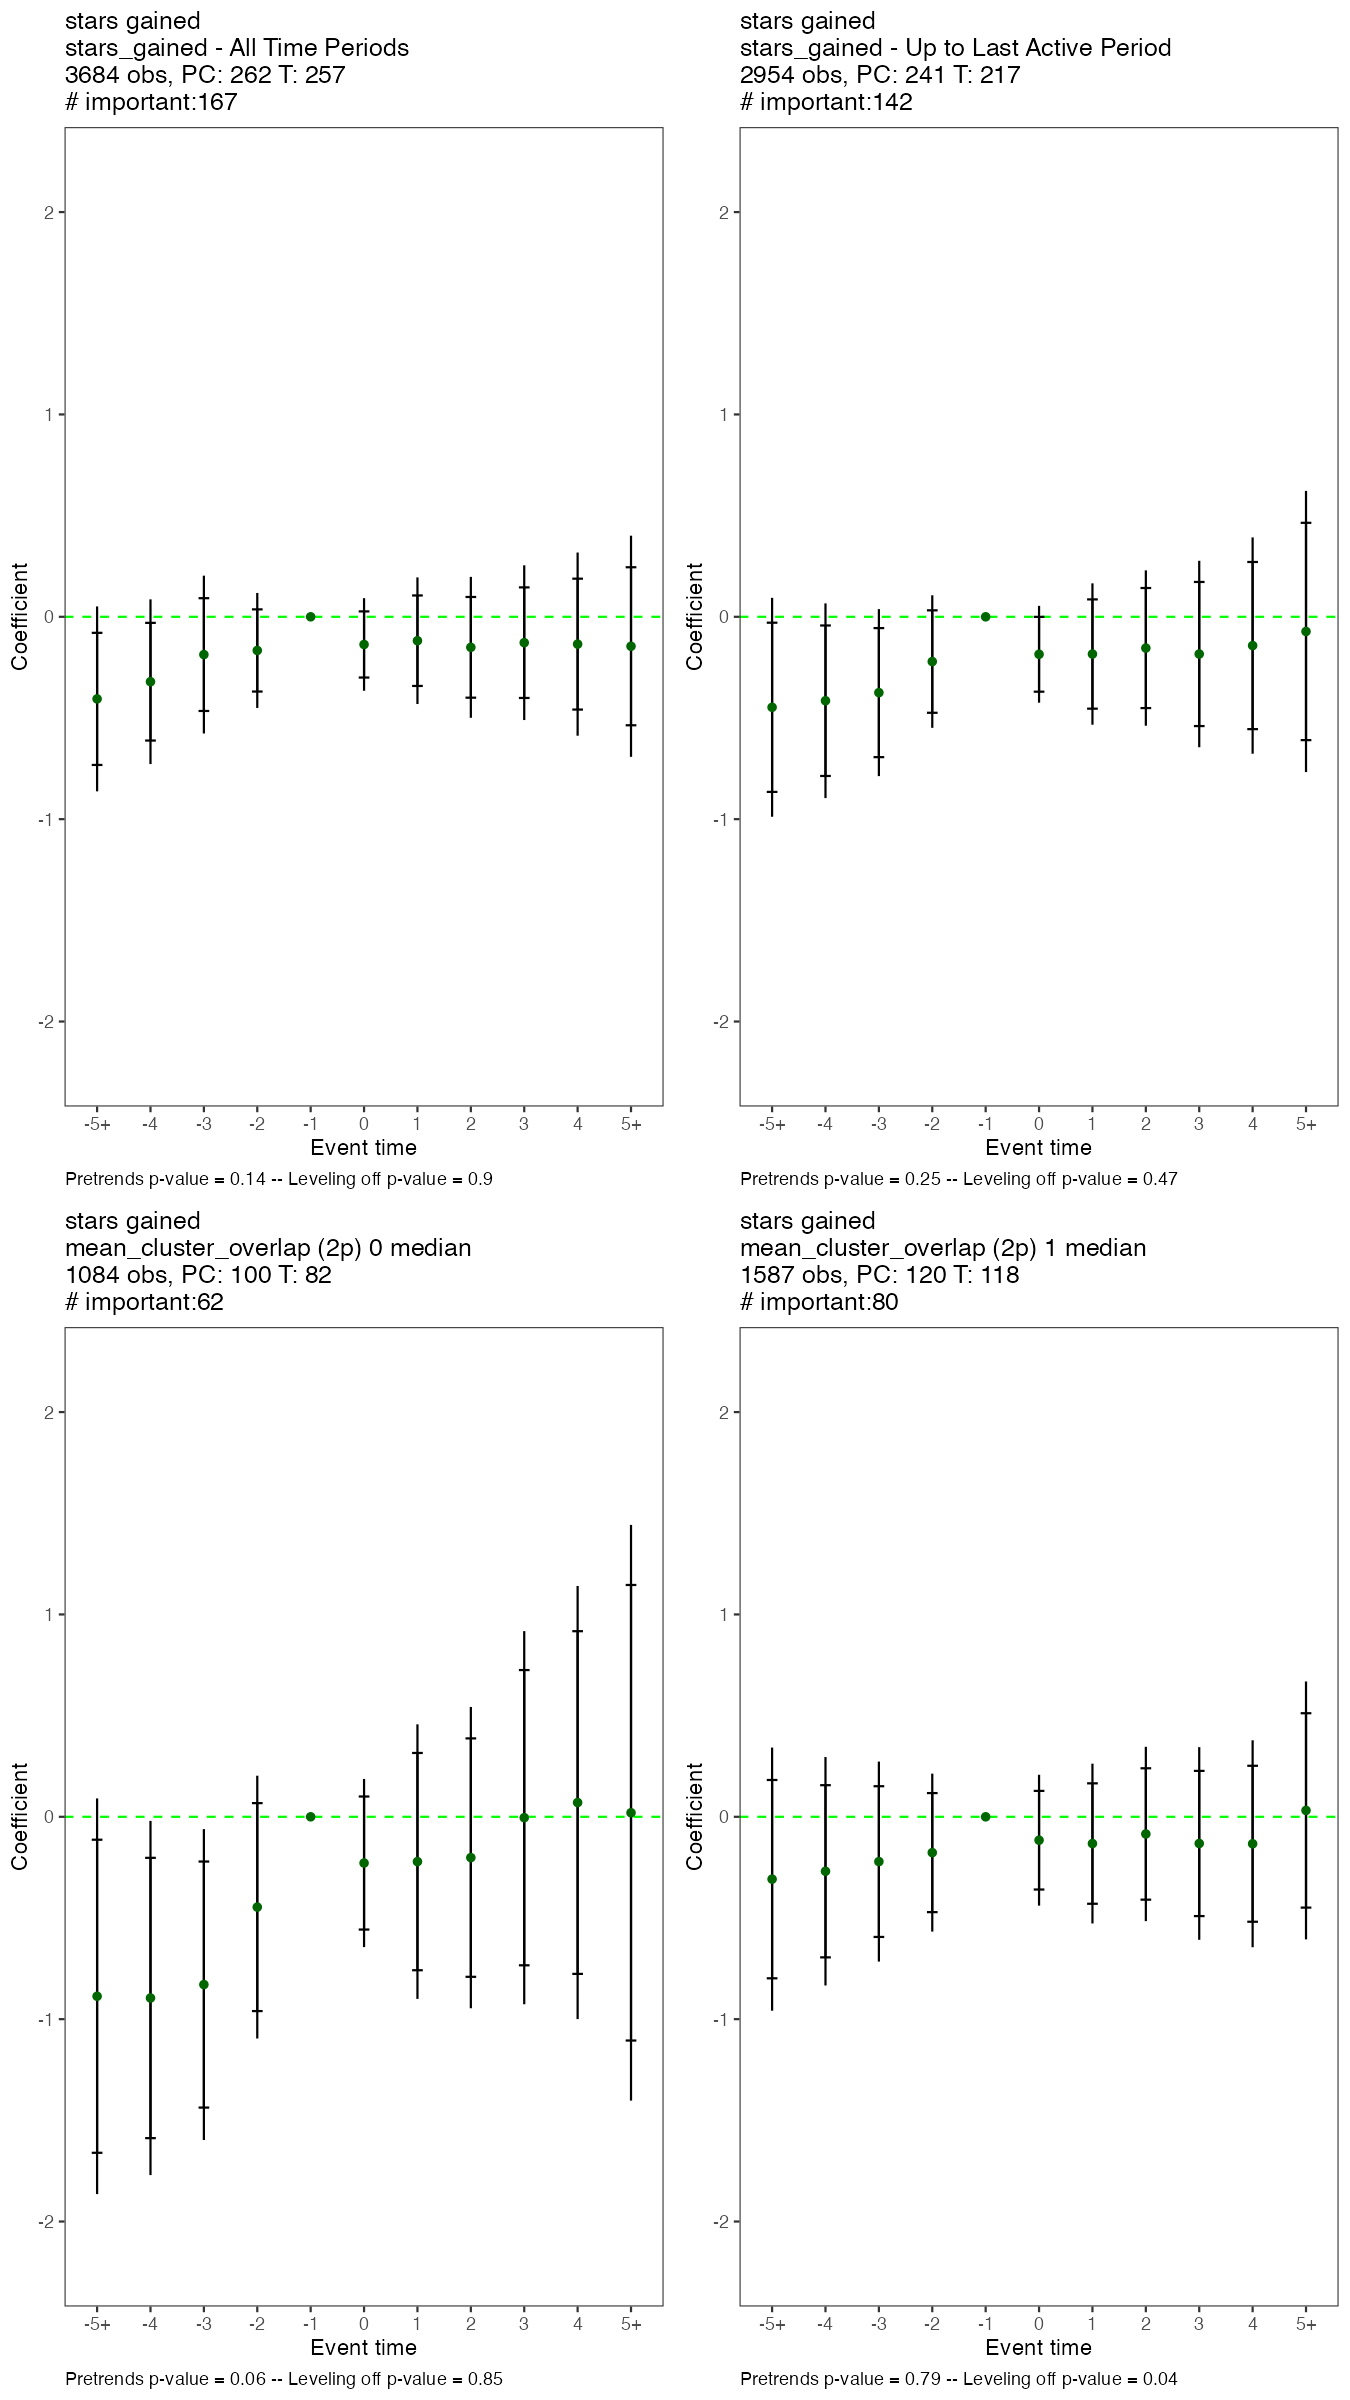 stars gained
stars_gained - All Time Periods
3684 obs, PC: 262 T: 257
# important:167
2
1
0
-1
-2
Coefficient
-5+ -4 -3 -2 -1 0 1 2 3 4 5+
Event time
Pretrends p-value = 0.14 -- Leveling off p-value = 0.9
stars gained
stars_gained - Up to Last Active Period
2954 obs, PC: 241 T: 217
# important:142
2
1
0
-1
-2
Coefficient
-5+ -4 -3 -2 -1 0 1 2 3 4 5+
Event time
Pretrends p-value = 0.25 -- Leveling off p-value = 0.47
stars gained
mean_cluster_overlap (2p) 0 median
1084 obs, PC: 100 T: 82
# important:62
2
1
0
-1
-2
Coefficient
-5+ -4 -3 -2 -1 0 1 2 3 4 5+
Event time
Pretrends p-value = 0.06 -- Leveling off p-value = 0.85
stars gained
mean_cluster_overlap (2p) 1 median
1587 obs, PC: 120 T: 118
# important:80
2
1
0
-1
-2
Coefficient
-5+ -4 -3 -2 -1 0 1 2 3 4 5+
Event time
Pretrends p-value = 0.79 -- Leveling off p-value = 0.04